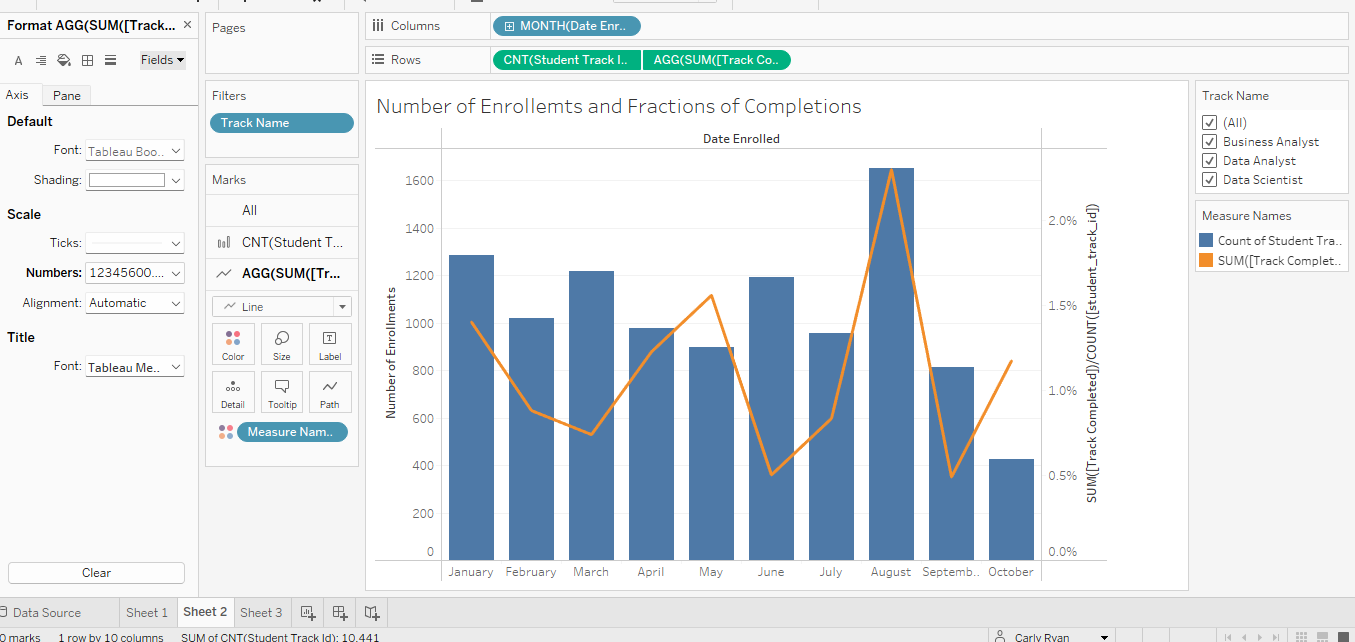 Format AGG(SUM([Track... ×
Fields
Axis
Pane
Default
Font: Tableau Boo..
Shading:
Scale
Ticks:
Numbers: 12345600....
Alignment: Automatic
Title
Font: Tableau Me..
Clear
Pages
Filters
Track Name
Marks
All
CNT(Student T...
AGG(SUM([Tr...
Line
Color
Size
Label
Detail
Tooltip
Path
Measure Nam..
Columns
MONTH(Date Enr..
Rows
CNT(Student Track I..
AGG(SUM([Track Co..
Number of Enrollemts and Fractions of Completions
Date Enrolled
Number of Enrollments
1600
1400
1200
1000
800
600
400
200
0
2.0%
1.5%
1.0%
0.5%
0.0%
SUM([Track Completed])/COUNT([student_track_id])
January
February
March
April
May
June
July
August
Septemb..
October
Track Name
(All)
Business Analyst
Data Analyst
Data Scientist
Measure Names
Count of Student Tra..
SUM([Track Complet..
Data Source
Sheet 1
Sheet 2
Sheet 3
0 marks
1 row by 10 columns
SUM of CNT(Student Track Id): 10,441
Carly Ryan